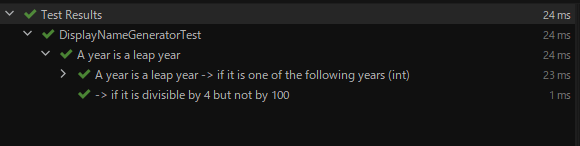 Test Results 24 ms
DisplayNameGeneratorTest 24 ms
A year is a leap year 24 ms
A year is a leap year -> if it is one of the following years (int) 23 ms
-> if it is divisible by 4 but not by 100 1 ms